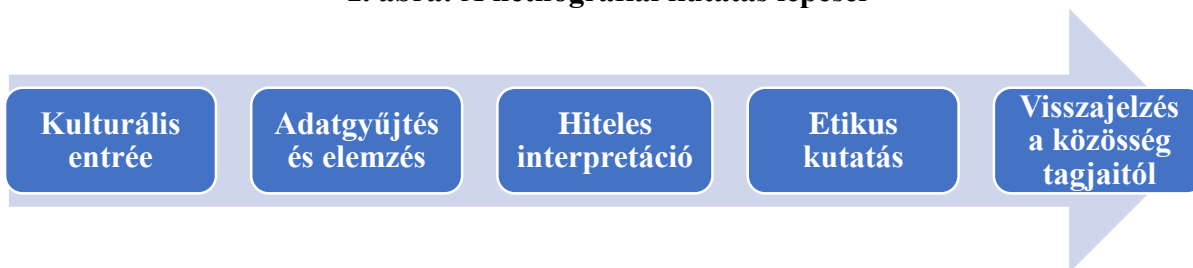 Kulturális
entrée
Adatgyűjtés
és elemzés
Hiteles
interpretáció
Etikus
kutatás
Visszajelzés
a közösség
tagjaitól